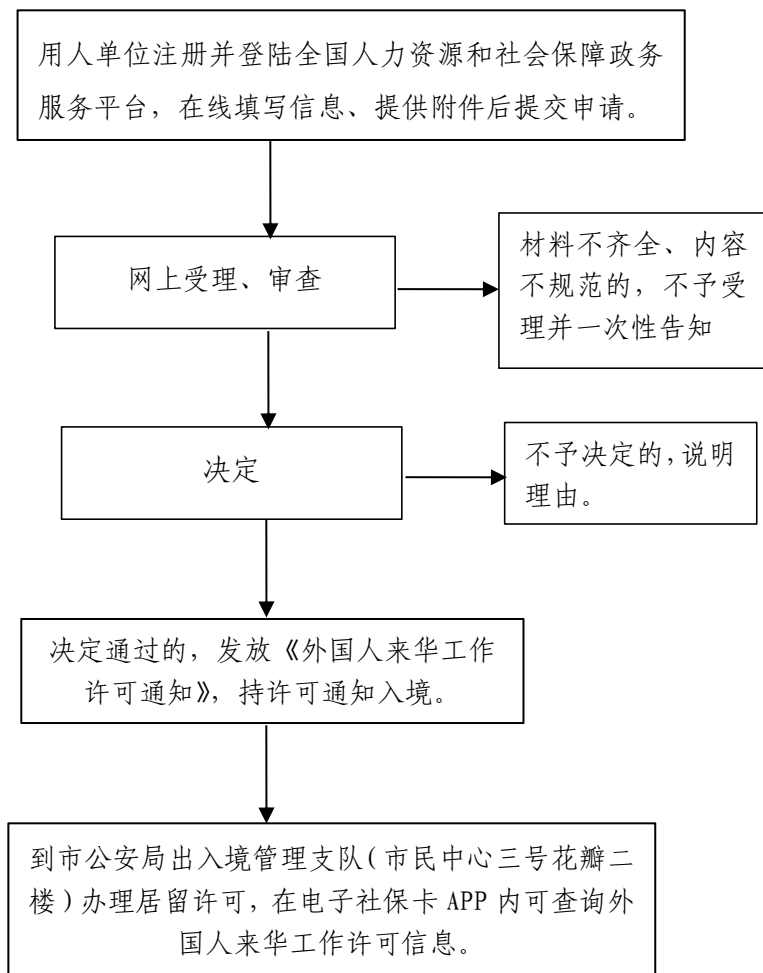 用人单位注册并登陆全国人力资源和社会保障政务
服务平台，在线填写信息、提供附件后提交申请。
网上受理、审查
材料不齐全、内容
不规范的，不予受
理并一次性告知
决定
不予决定的，说明
理由。
决定通过的，发放《外国人来华工作
许可通知》，持许可通知入境。
到市公安局出入境管理支队（市民中心三号花瓣二
楼）办理居留许可，在电子社保卡 APP 内可查询外
国人来华工作许可信息。